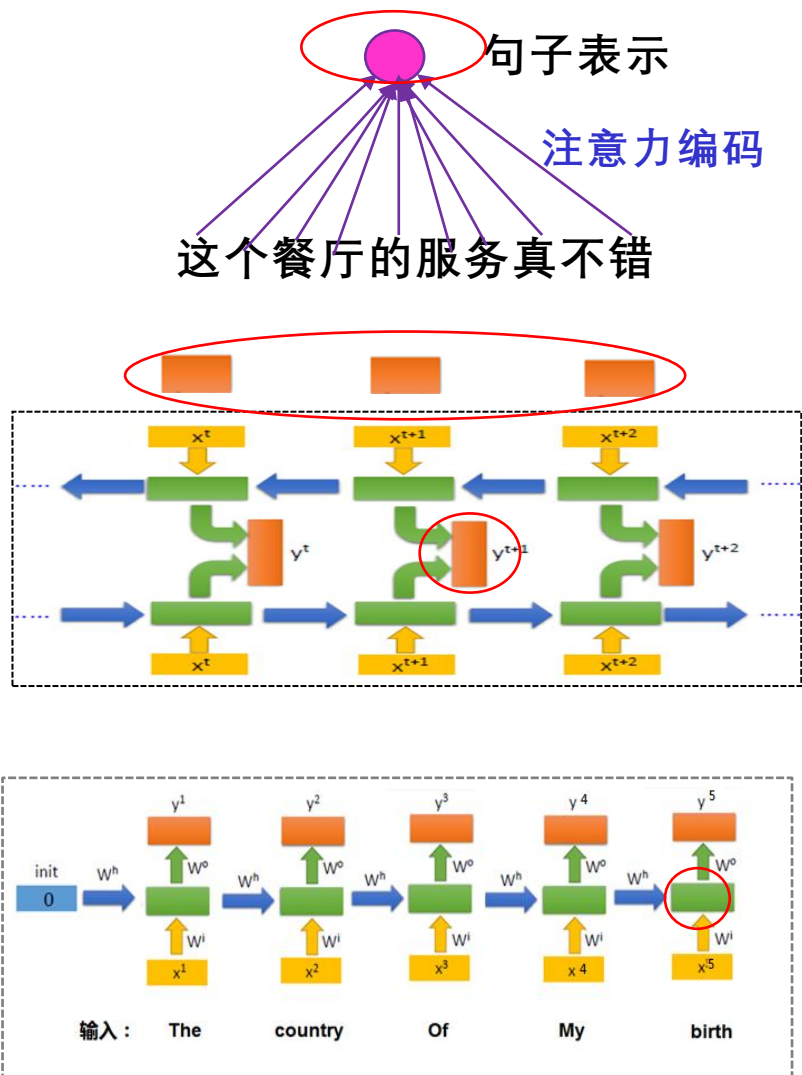 句子表示
注意力编码
这个餐厅的服务真不错
x^t x^{t+1} x^{t+2}
y^t y^{t+1} y^{t+2}
x^t x^{t+1} x^{t+2}
y^1 y^2 y^3 y^4 y^5
init W^h W^o W^h W^o W^h W^o W^h W^o W^h W^o
0
W^i W^i W^i W^i W^i
x^1 x^2 x^3 x^4 x^5
输入： The country Of My birth